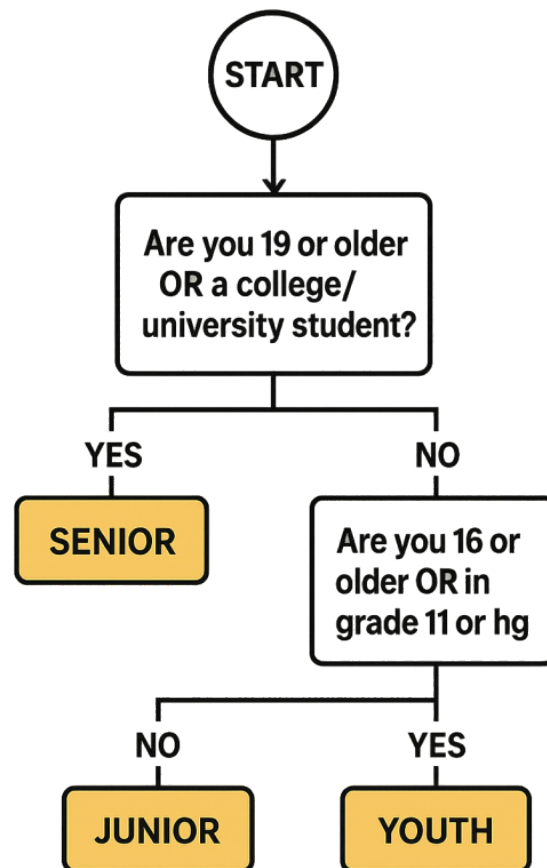 START
Are you 19 or older
OR a college/
university student?
YES
NO
SENIOR
Are you 16 or
older OR in
grade 11 or hg
NO
YES
JUNIOR
YOUTH